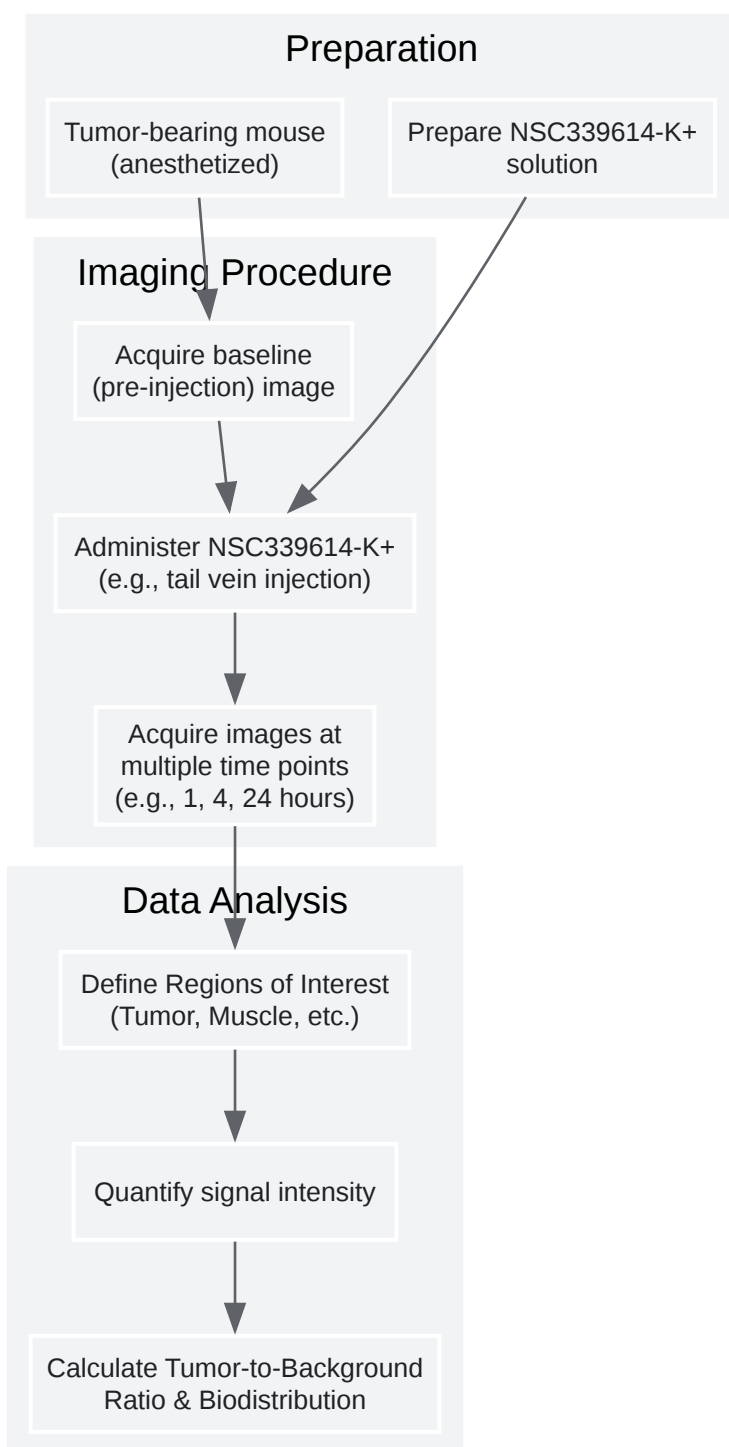 Preparation
Tumor-bearing mouse
(anesthetized)
Prepare NSC339614-K+
solution
Imaging Procedure
Acquire baseline
(pre-injection) image
Administer NSC339614-K+
(e.g., tail vein injection)
Acquire images at
multiple time points
(e.g., 1, 4, 24 hours)
Data Analysis
Define Regions of Interest
(Tumor, Muscle, etc.)
Quantify signal intensity
Calculate Tumor-to-Background
Ratio & Biodistribution